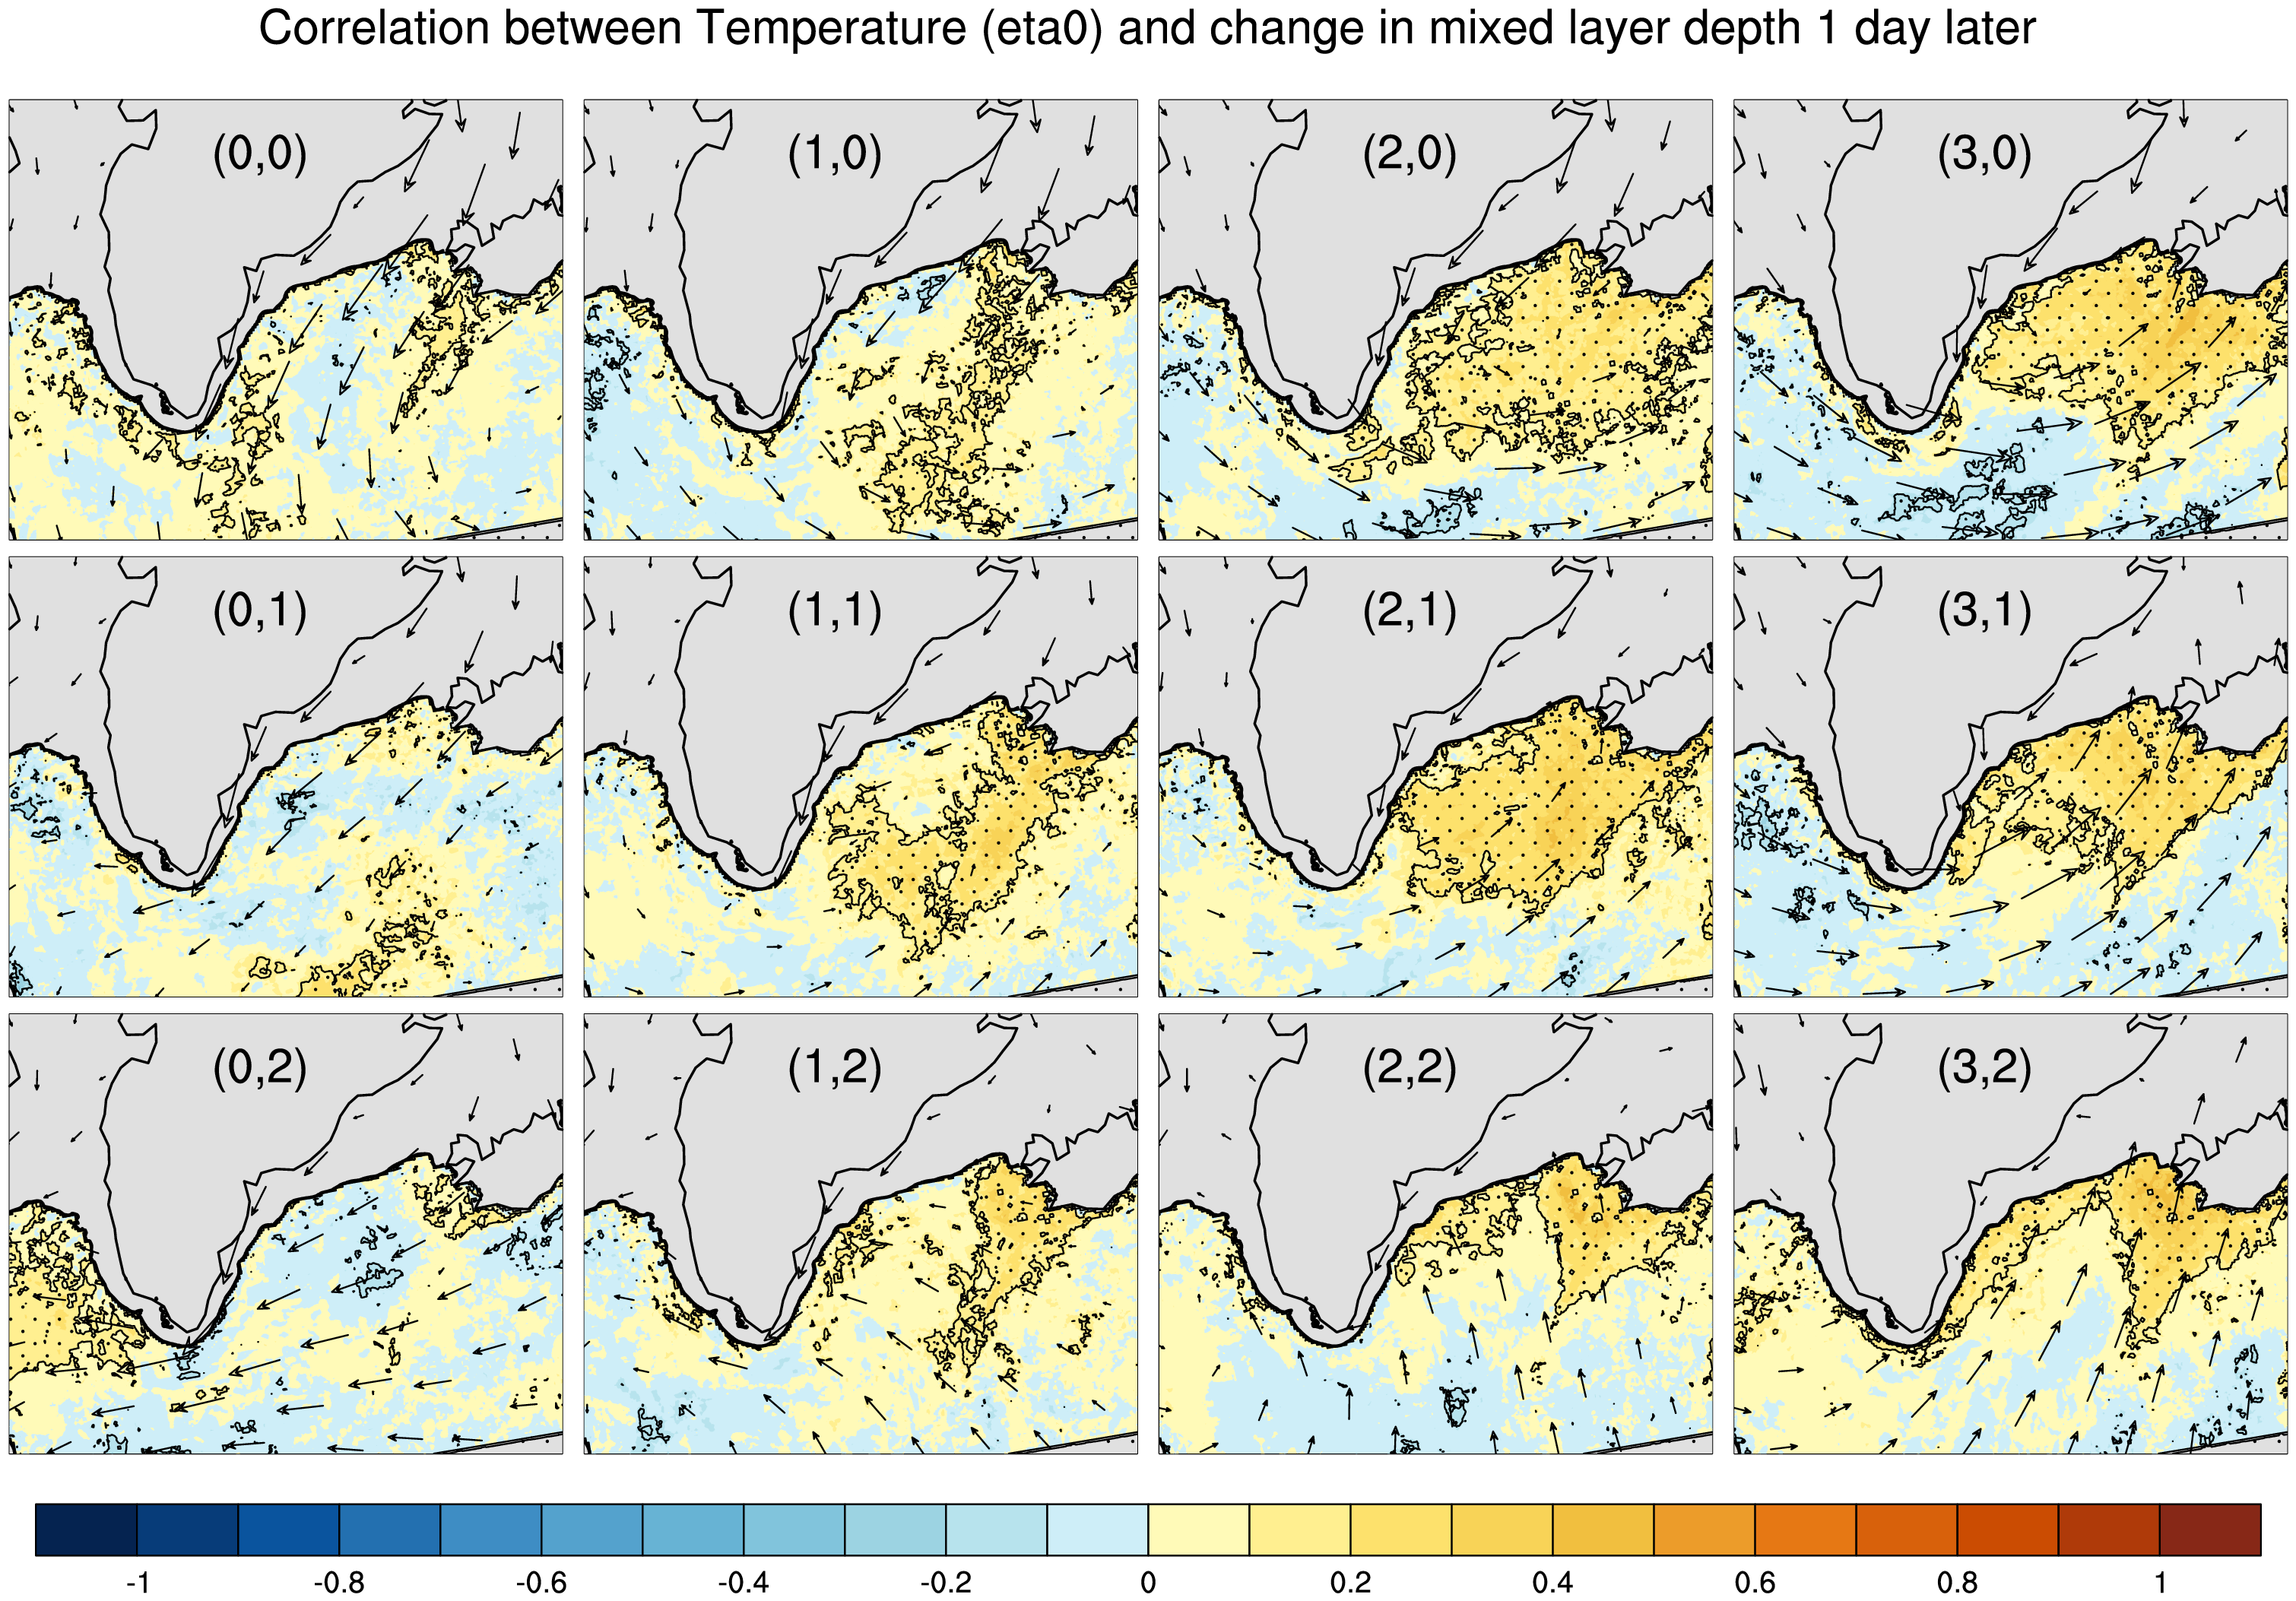 Correlation between Temperature (eta0) and change in mixed layer depth 1 day later
(0,0) (1,0) (2,0) (3,0)
(0,1) (1,1) (2,1) (3,1)
(0,2) (1,2) (2,2) (3,2)
-1 -0.8 -0.6 -0.4 -0.2 0 0.2 0.4 0.6 0.8 1